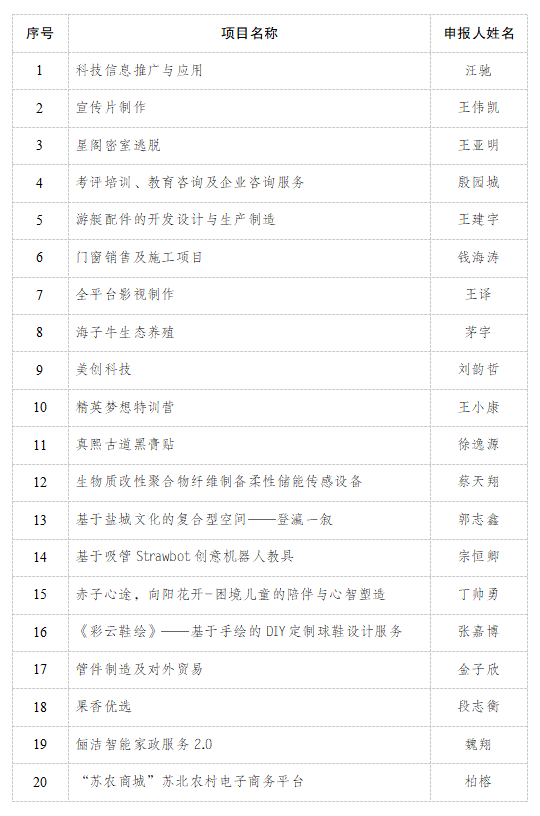 序号 项目名称 申报人姓名
1 科技信息推广与应用 汪驰
2 宣传片制作 王伟凯
3 星阁密室逃脱 王亚明
4 考评培训、教育咨询及企业咨询服务 殷园城
5 游艇配件的开发设计与生产制造 王建宇
6 门窗销售及施工项目 钱海涛
7 全平台影视制作 王译
8 海子牛生态养殖 茅宇
9 美创科技 刘韵哲
10 精英梦想特训营 王小康
11 真熙古道黑膏贴 徐逸源
12 生物质改性聚合物纤维制备柔性储能传感设备 蔡天翔
13 基于盐城文化的复合型空间——登瀛一叙 郭志鑫
14 基于吸管 Strawbot 创意机器人教具 宗恒卿
15 赤子心途，向阳花开-困境儿童的陪伴与心智塑造 丁帅勇
16 《彩云鞋绘》——基于手绘的 DIY 定制球鞋设计服务 张嘉博
17 管件制造及对外贸易 金子欣
18 果香优选 段志衡
19 俪洁智能家政服务 2.0 魏翔
20 “苏农商城”苏北农村电子商务平台 柏榕